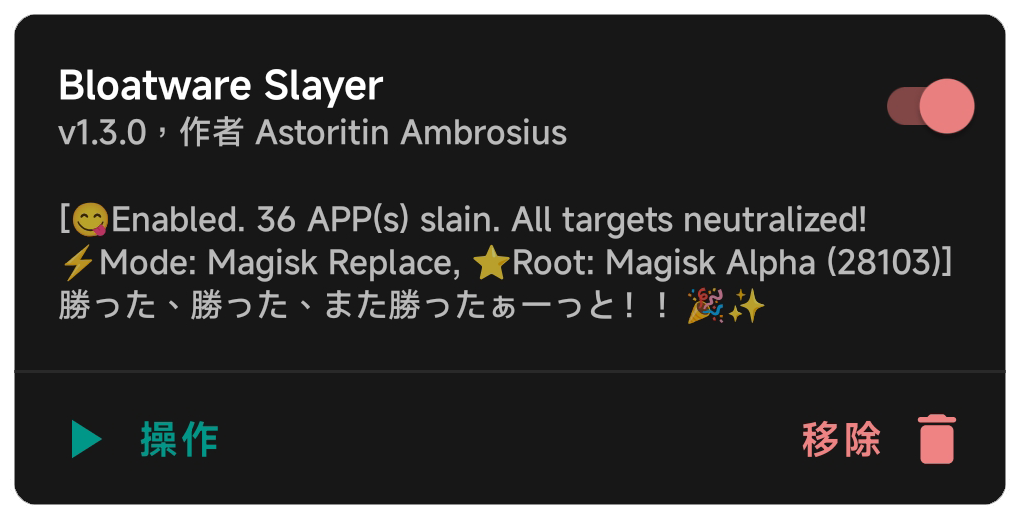 Bloatware Slayer
v1.3.0，作者 Astoritin Ambrosius
[😋Enabled. 36 APP(s) slain. All targets neutralized!
⚡Mode: Magisk Replace, ⭐Root: Magisk Alpha (28103)]
勝った、勝った、また勝ったぁーっと！！🎉✨
操作
移除